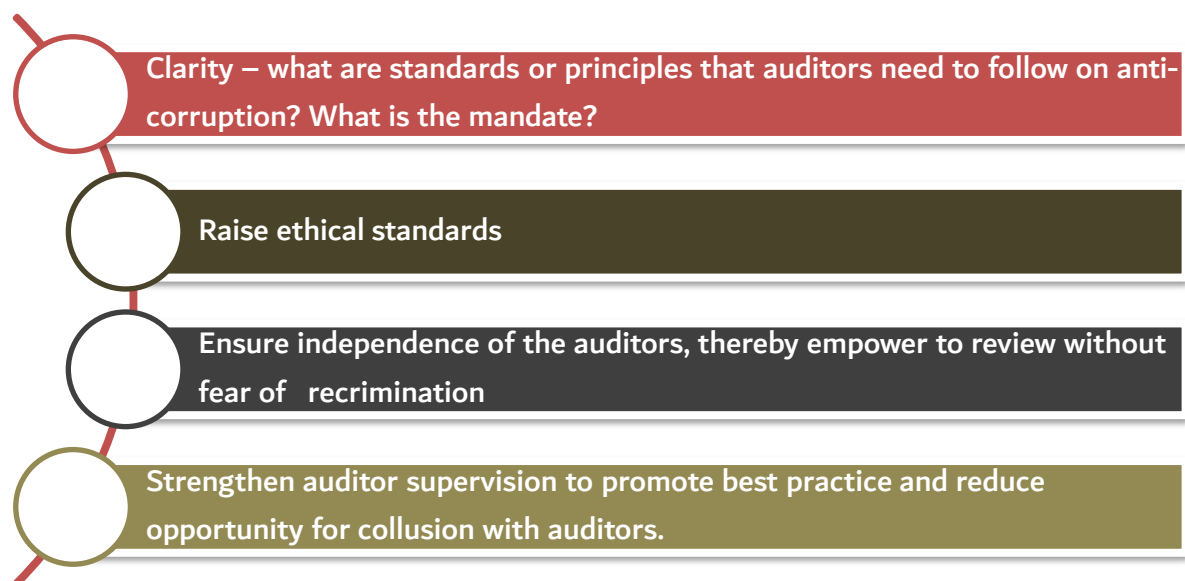 Clarity – what are standards or principles that auditors need to follow on anti-
corruption? What is the mandate?
Raise ethical standards
Ensure independence of the auditors, thereby empower to review without
fear of   recrimination
Strengthen auditor supervision to promote best practice and reduce
opportunity for collusion with auditors.